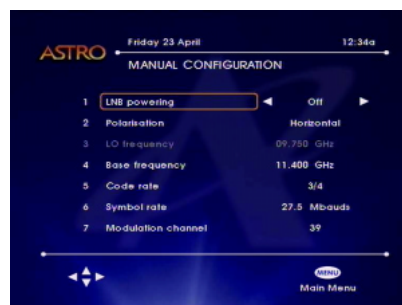 ASTRO
Friday 23 April 12:34a
MANUAL CONFIGURATION
1 LNB powering Off
2 Polarisation Horizontal
3 LO frequency 09.750 GHz
4 Base frequency 11.400 GHz
5 Code rate 3/4
6 Symbol rate 27.5 Mbauds
7 Modulation channel 39
MENU
Main Menu